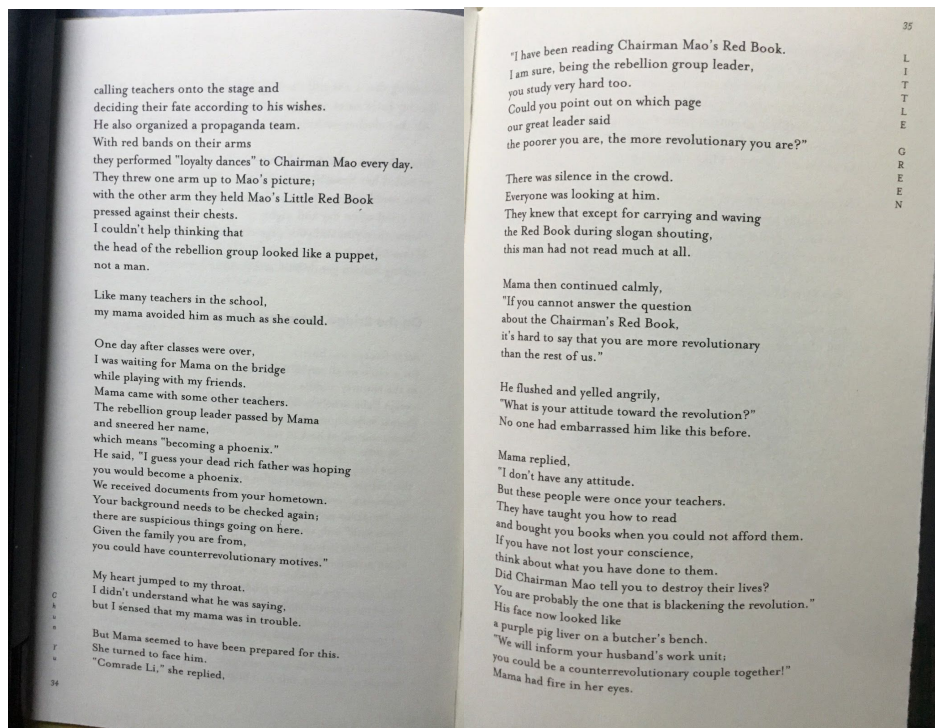 calling teachers onto the stage and
deciding their fate according to his wishes.
He also organized a propaganda team.
With red bands on their arms
they performed "loyalty dances" to Chairman Mao every day.
They threw one arm up to Mao's picture;
with the other arm they held Mao's Little Red Book
pressed against their chests.
I couldn't help thinking that
the head of the rebellion group looked like a puppet,
not a man.
Like many teachers in the school,
my mama avoided him as much as she could.
One day after classes were over,
I was waiting for Mama on the bridge
while playing with my friends.
Mama came with some other teachers.
The rebellion group leader passed by Mama
and sneered her name,
which means "becoming a phoenix."
He said, "I guess your dead rich father was hoping
you would become a phoenix.
We received documents from your hometown.
Your background needs to be checked again;
there are suspicious things going on here.
Given the family you are from,
you could have counterrevolutionary motives."
My heart jumped to my throat.
I didn't understand what he was saying,
but I sensed that my mama was in trouble.
But Mama seemed to have been prepared for this.
She turned to face him.
"Comrade Li," she replied,
Chun Yu
34
35
LITTLE GREEN
"I have been reading Chairman Mao's Red Book.
I am sure, being the rebellion group leader,
you study very hard too.
Could you point out on which page
our great leader said
the poorer you are, the more revolutionary you are?"
There was silence in the crowd.
Everyone was looking at him.
They knew that except for carrying and waving
the Red Book during slogan shouting,
this man had not read much at all.
Mama then continued calmly,
"If you cannot answer the question
about the Chairman's Red Book,
it's hard to say that you are more revolutionary
than the rest of us."
He flushed and yelled angrily,
"What is your attitude toward the revolution?"
No one had embarrassed him like this before.
Mama replied,
"I don't have any attitude.
But these people were once your teachers.
They have taught you how to read
and bought you books when you could not afford them.
If you have not lost your conscience,
think about what you have done to them.
Did Chairman Mao tell you to destroy their lives?
You are probably the one that is blackening the revolution."
His face now looked like
a purple pig liver on a butcher's bench.
"We will inform your husband's work unit;
you could be a counterrevolutionary couple together!"
Mama had fire in her eyes.